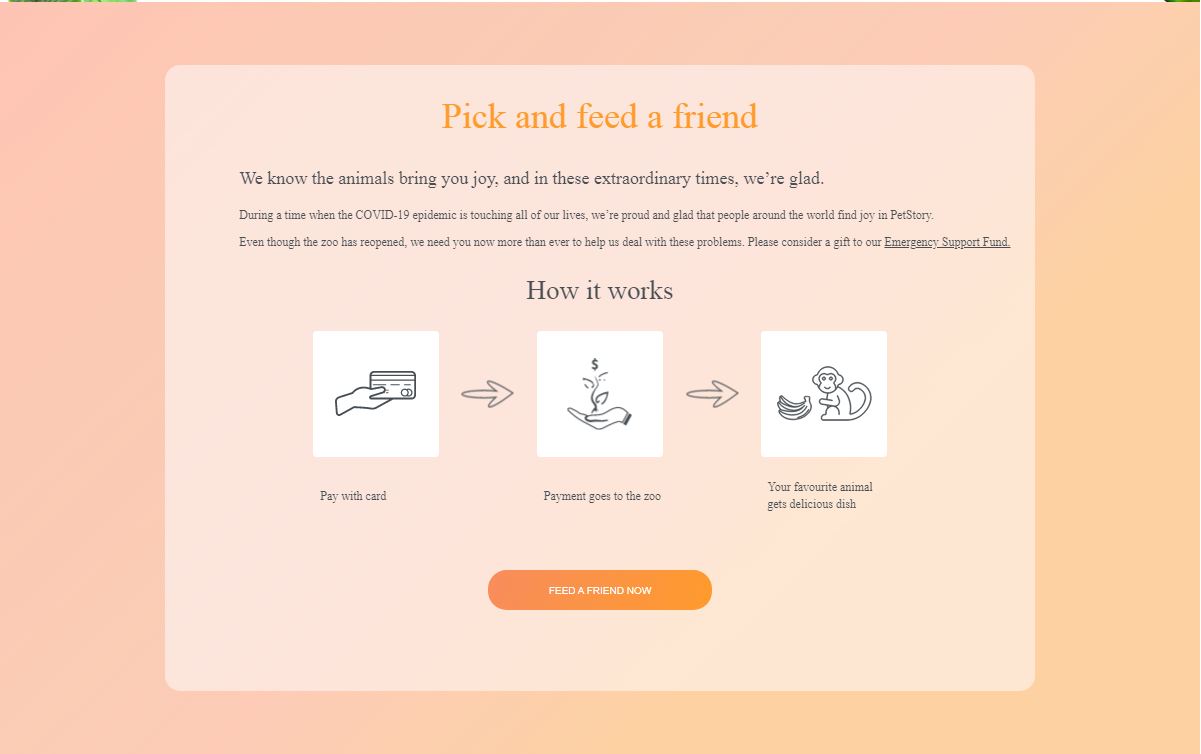 Pick and feed a friend
We know the animals bring you joy, and in these extraordinary times, we’re glad.
During a time when the COVID-19 epidemic is touching all of our lives, we’re proud and glad that people around the world find joy in PetStory.
Even though the zoo has reopened, we need you now more than ever to help us deal with these problems. Please consider a gift to our Emergency Support Fund.
How it works
$
Pay with card
Payment goes to the zoo
Your favourite animal
gets delicious dish
FEED A FRIEND NOW